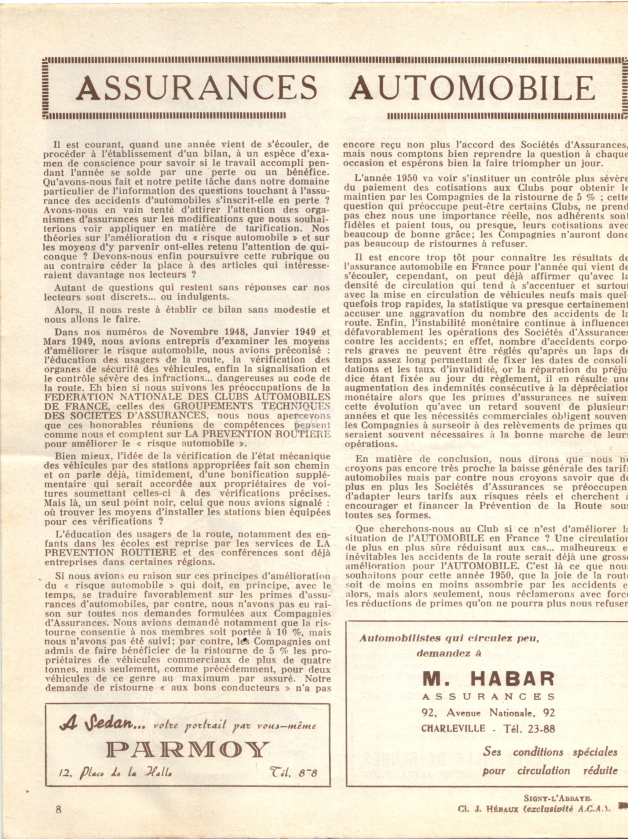 ASSURANCES AUTOMOBILE
Il est courant, quand une année vient de s'écouler, de
procéder à l'établissement d'un bilan, à un espèce d'exa-
men de conscience pour savoir si le travail accompli pen-
dant l'année se solde par une perte ou un bénéfice.
Qu'avons-nous fait et notre petite tâche dans notre domaine
particulier de l'information des questions touchant à l'assu-
rance des accidents d'automobiles s'inscrit-elle en perte ?
Avons-nous en vain tenté d'attirer l'attention des orga-
nismes d'assurances sur les modifications que nous souhai-
terions voir appliquer en matière de tarification. Nos
théories sur l'amélioration du « risque automobile » et sur
les moyens d'y parvenir ont-elles retenu l'attention de qui-
conque ? Devons-nous enfin poursuivre cette rubrique ou
au contraire céder la place à des articles qui intéresse-
raient davantage nos lecteurs ?
Autant de questions qui restent sans réponses car nos
lecteurs sont discrets... ou indulgents.
Alors, il nous reste à établir ce bilan sans modestie et
nous allons le faire.
Dans nos numéros de Novembre 1948, Janvier 1949 et
Mars 1949, nous avions entrepris d'examiner les moyens
d'améliorer le risque automobile, nous avions préconisé :
l'éducation des usagers de la route, la vérification des
organes de sécurité des véhicules, enfin la signalisation et
le contrôle sévère des infractions... dangereuses au code de
la route. Eh bien si nous suivons les préoccupations de la
FEDERATION NATIONALE DES CLUBS AUTOMOBILES
DE FRANCE, celles des GROUPEMENTS TECHNIQUES
DES SOCIETES D'ASSURANCES, nous nous apercevons
que ces honorables réunions de compétences pensent
comme nous et comptent sur LA PREVENTION ROUTIERE
pour améliorer le « risque automobile ».
Bien mieux, l'idée de la vérification de l'état mécanique
des véhicules par des stations appropriées fait son chemin
et on parle déjà, timidement, d'une bonification supplé-
mentaire qui serait accordée aux propriétaires de voi-
tures soumettant celles-ci à des vérifications précises.
Mais là, un seul point noir, celui que nous avions signalé :
où trouver les moyens d'installer les stations bien équipées
pour ces vérifications ?
L'éducation des usagers de la route, notamment des en-
fants dans les écoles est reprise par les services de LA
PREVENTION ROUTIERE et des conférences sont déjà
entreprises dans certaines régions.
Si nous avions eu raison sur ces principes d'amélioration
du « risque automobile » qui doit, en principe, avec le
temps, se traduire favorablement sur les primes d'assu-
rances d'automobiles, par contre, nous n'avons pas eu rai-
son sur toutes nos demandes formulées aux Compagnies
d'Assurances. Nous avions demandé notamment que la ris-
tourne consentie à nos membres soit portée à 10 %, mais
nous n'avons pas été suivi; par contre, les Compagnies ont
admis de faire bénéficier de la ristourne de 5 % les pro-
priétaires de véhicules commerciaux de plus de quatre
tonnes, mais seulement, comme précédemment, pour deux
véhicules de ce genre au maximum par assuré. Notre
demande de ristourne « aux bons conducteurs » n'a pas
A Sedan... votre portrait par vous-même
PARMOY
12, Place de la Halle Tél. 8-8
8
encore reçu non plus l'accord des Sociétés d'Assurances,
mais nous comptons bien reprendre la question à chaque
occasion et espérons bien la faire triompher un jour.
L'année 1950 va voir s'instituer un contrôle plus sévère
du paiement des cotisations aux Clubs pour obtenir le
maintien par les Compagnies de la ristourne de 5 % ; cette
question qui préoccupe peut-être certains Clubs, ne prend
pas chez nous une importance réelle, nos adhérents sont
fidèles et paient tous, ou presque, leurs cotisations avec
beaucoup de bonne grâce; les Compagnies n'auront donc
pas beaucoup de ristournes à refuser.
Il est encore trop tôt pour connaître les résultats de
l'assurance automobile en France pour l'année qui vient de
s'écouler, cependant, on peut déjà affirmer qu'avec la
densité de circulation qui tend à s'accentuer et surtout
avec la mise en circulation de véhicules neufs mais quel-
quefois trop rapides, la statistique va presque certainement
accuser une aggravation du nombre des accidents de la
route. Enfin, l'instabilité monétaire continue à influencer
défavorablement les opérations des Sociétés d'Assurances
contre les accidents; en effet, nombre d'accidents corpo-
rels graves ne peuvent être réglés qu'après un laps de
temps assez long permettant de fixer les dates de consoli-
dations et les taux d'invalidité, or la réparation du préju-
dice étant fixée au jour du règlement, il en résulte une
augmentation des indemnités consécutive à la dépréciation
monétaire alors que les primes d'assurances ne suivent
cette évolution qu'avec un retard souvent de plusieurs
années et que les nécessités commerciales obligent souvent
les Compagnies à surseoir à des relèvements de primes qui
seraient souvent nécessaires à la bonne marche de leurs
opérations.
En matière de conclusion, nous dirons que nous ne
croyons pas encore très proche la baisse générale des tarifs
automobiles mais par contre nous croyons savoir que de
plus en plus les Sociétés d'Assurances se préoccupent
d'adapter leurs tarifs aux risques réels et cherchent à
encourager et financer la Prévention de la Route sous
toutes ses formes.
Que cherchons-nous au Club si ce n'est d'améliorer la
situation de l'AUTOMOBILE en France ? Une circulation
de plus en plus sûre réduisant aux cas... malheureux et
inévitables les accidents de la route serait déjà une grosse
amélioration pour l'AUTOMOBILE. C'est là ce que nous
souhaitons pour cette année 1950, que la joie de la route
soit de moins en moins assombrie par les accidents et
alors, mais alors seulement, nous réclamerons avec force
les réductions de primes qu'on ne pourra plus nous refuser.
Automobilistes qui circulez peu,
demandez à
M. HABAR
ASSURANCES
92, Avenue Nationale, 92
CHARLEVILLE - Tél. 23-88
Ses conditions spéciales
pour circulation réduite
SIGNY-L'ABBAYE.
Cl. J. HÉRAUX (exclusivité A.C.A.).